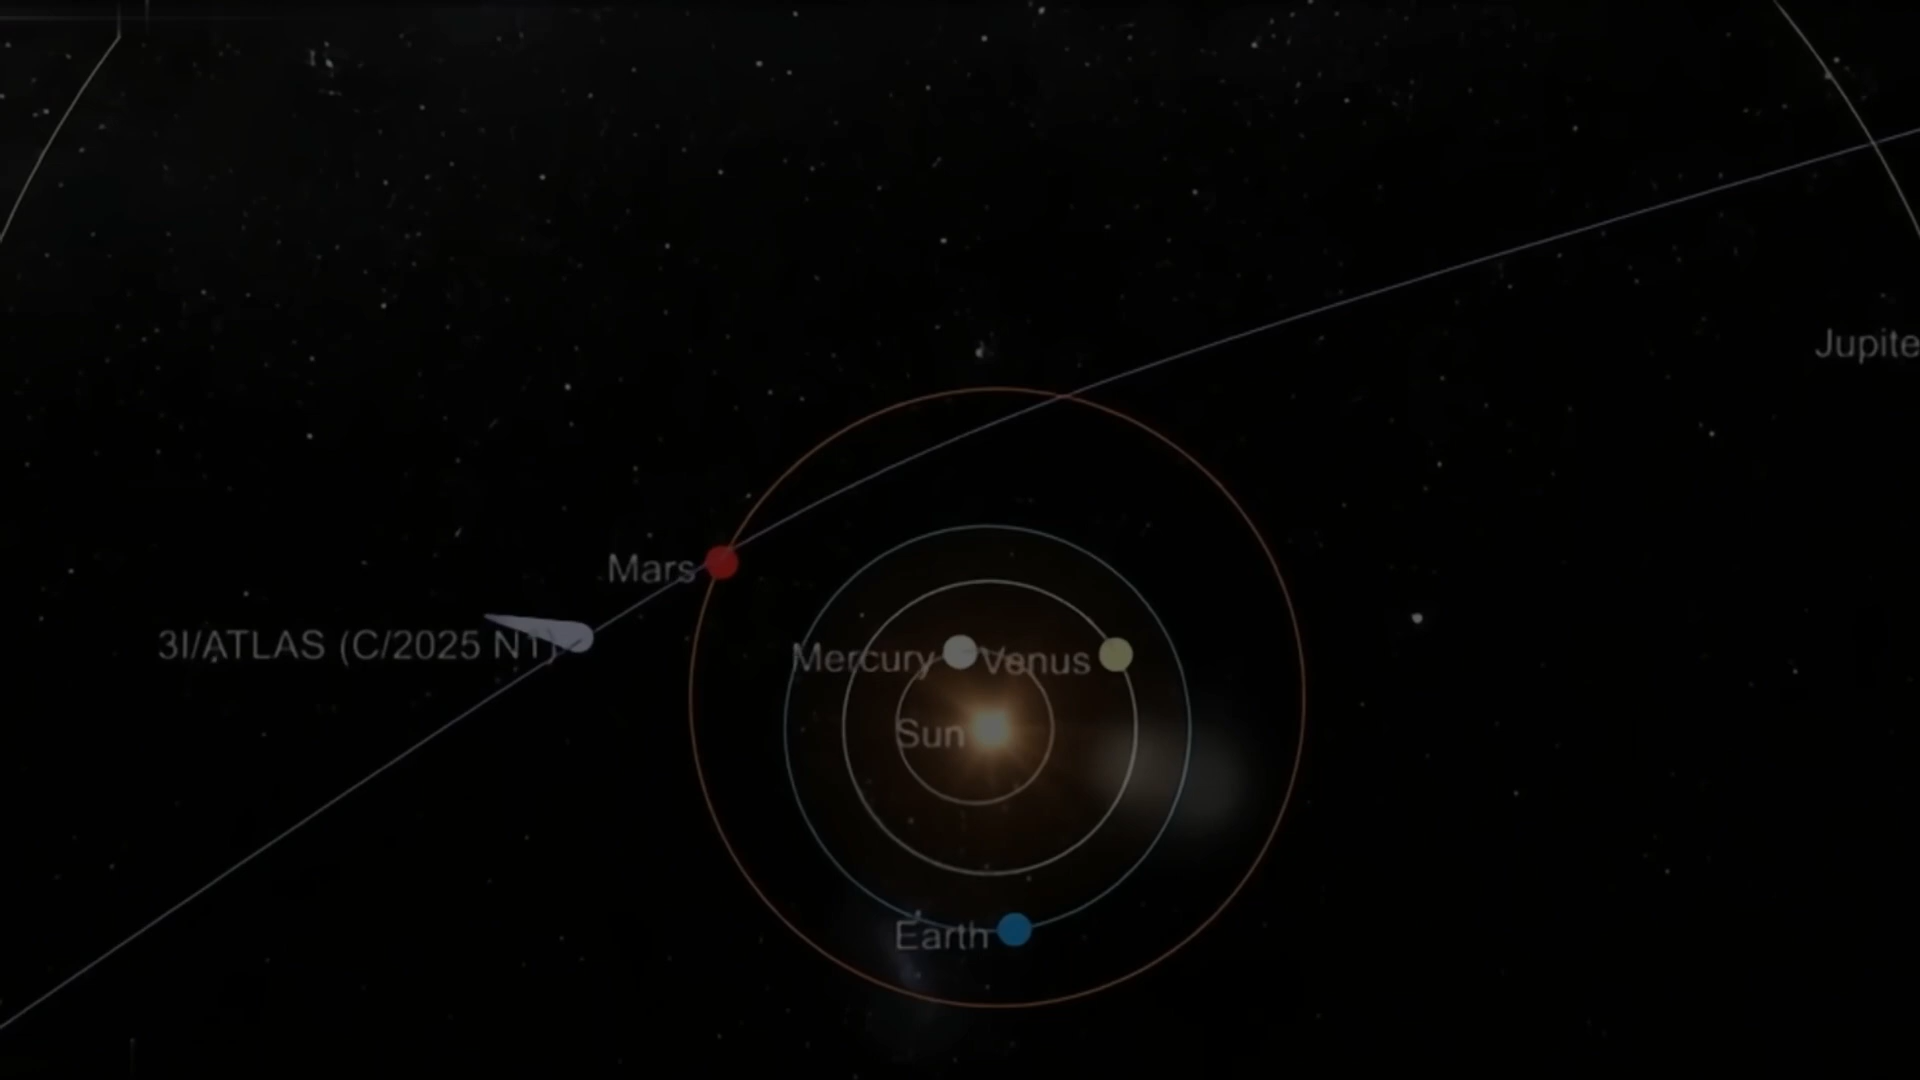 Jupite
Mars
3I/ATLAS (C/2025 N1)
Mercury
Venus
Sun
Earth